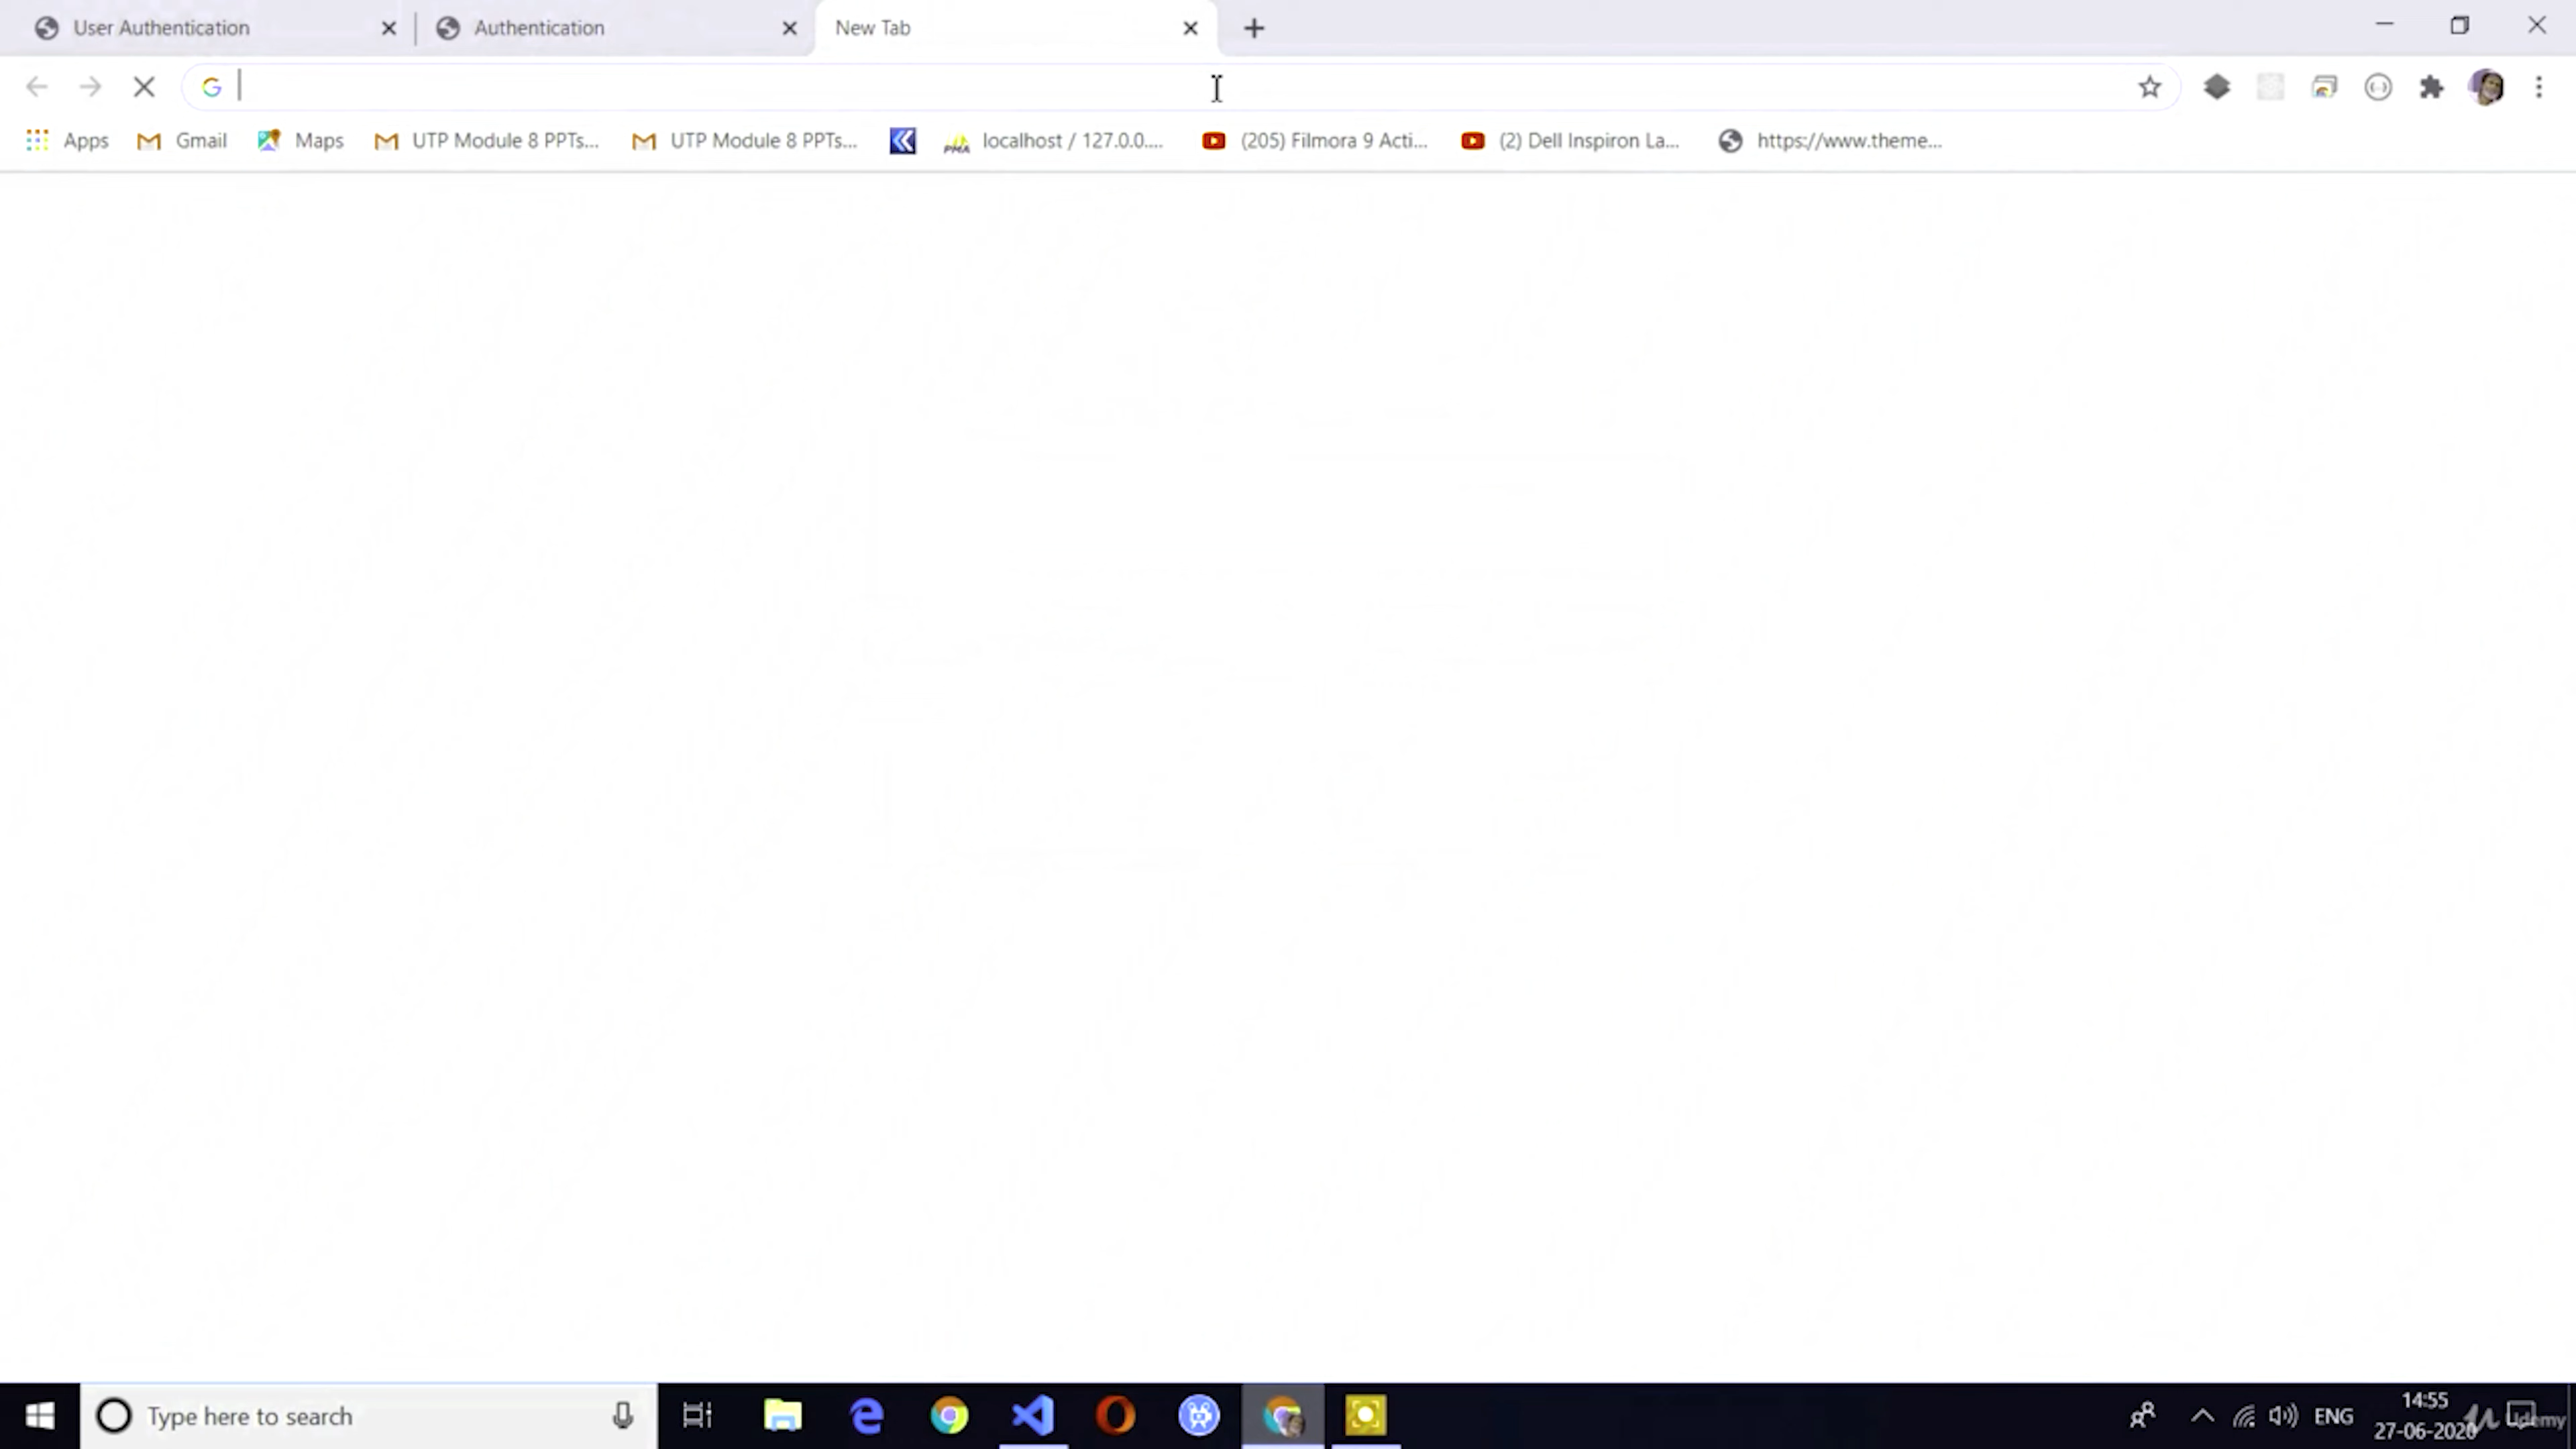 User Authentication
Authentication
New Tab
Apps
Gmail
Maps
UTP Module 8 PPTs...
UTP Module 8 PPTs...
PMA
localhost / 127.0.0....
(205) Filmora 9 Acti...
(2) Dell Inspiron La...
https://www.theme...
Type here to search
ENG
14:55
27-06-2020
Udemy